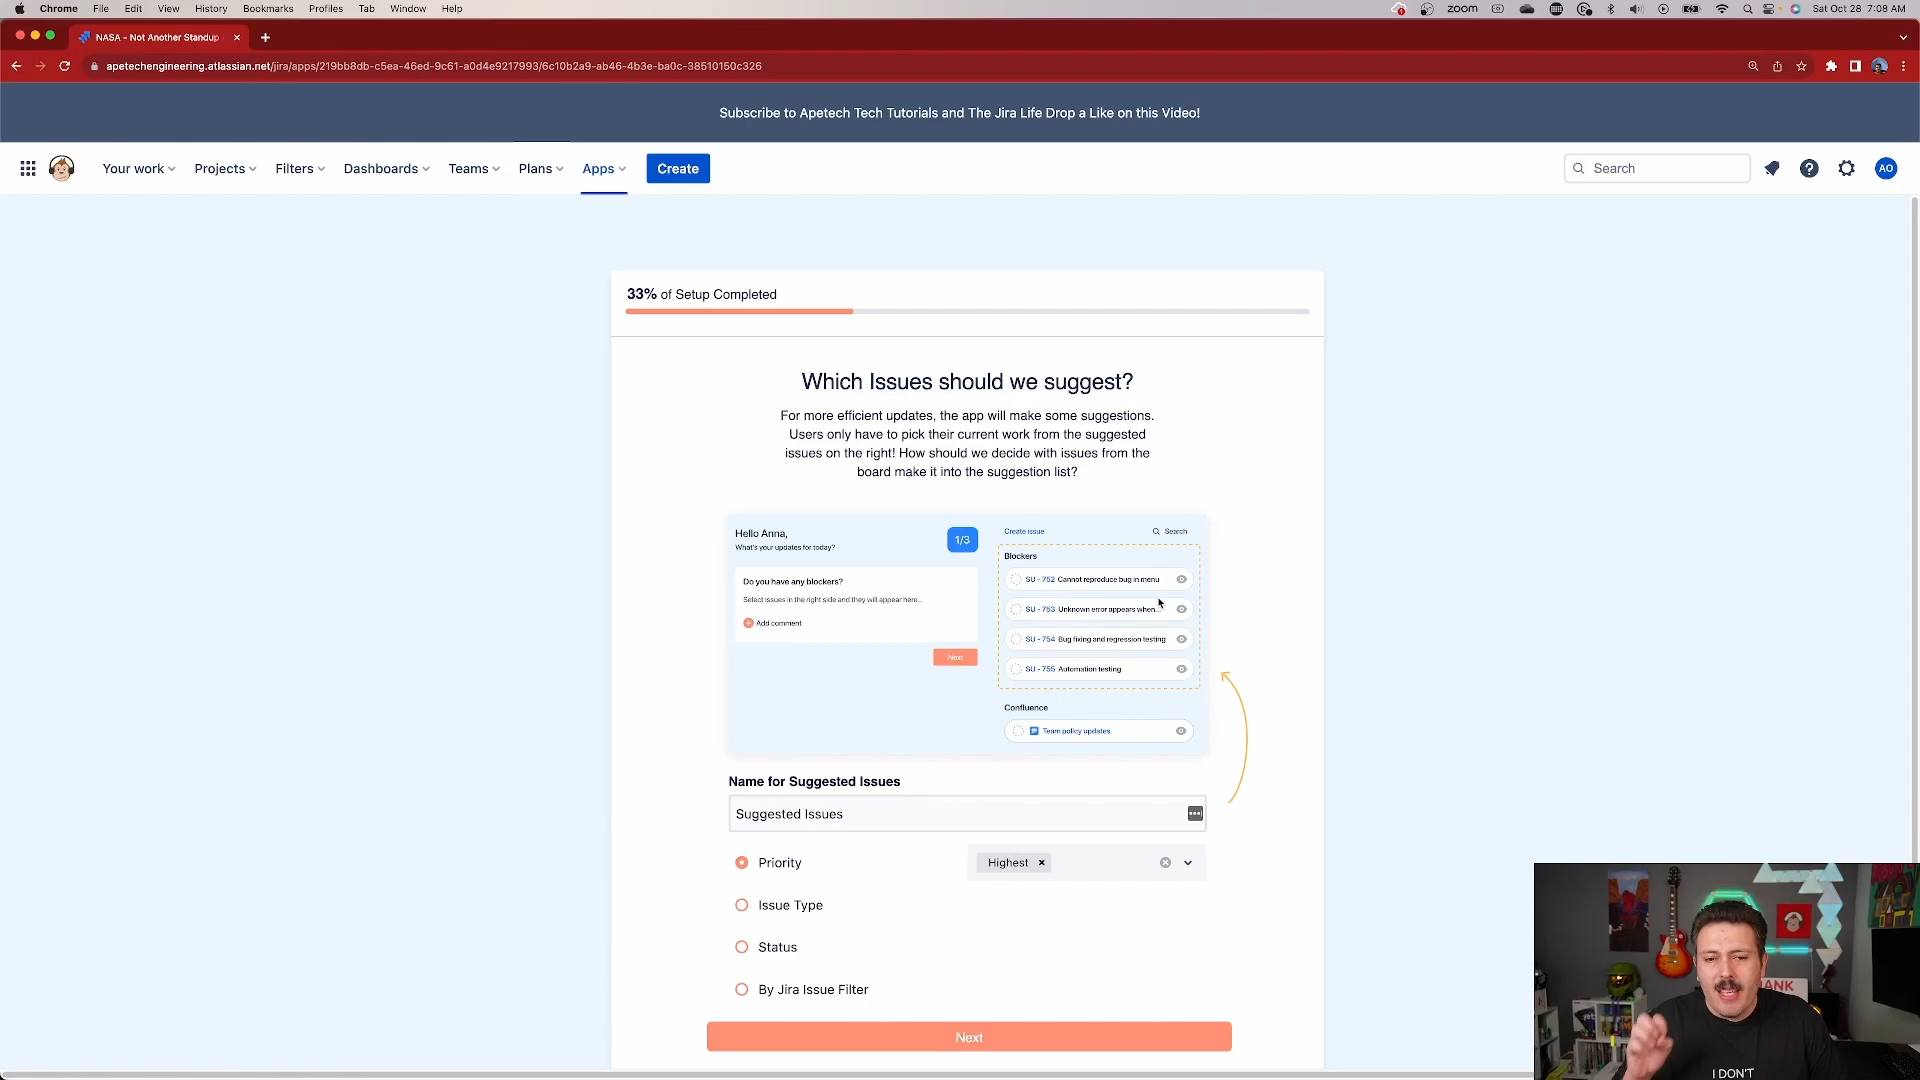 Chrome File Edit View History Bookmarks Profiles Tab Window Help
zoom Sat Oct 28 7:08 AM
NASA - Not Another Standup
apetechengineering.atlassian.net/jira/apps/219bb8db-c5ea-46ed-9c61-a0d4e9217993/6c10b2a9-ab46-4b3e-ba0c-38510150c326
Subscribe to Apetech Tech Tutorials and The Jira Life Drop a Like on this Video!
Your work Projects Filters Dashboards Teams Plans Apps Create Search AO
33% of Setup Completed
Which Issues should we suggest?
For more efficient updates, the app will make some suggestions.
Users only have to pick their current work from the suggested
issues on the right! How should we decide with issues from the
board make it into the suggestion list?
Hello Anna,
What's your updates for today?
1/3
Do you have any blockers?
Select issues in the right side and they will appear here...
Add comment
Next
Create issue Search
Blockers
SU - 752 Cannot reproduce bug in menu
SU - 753 Unknown error appears when...
SU - 754 Bug fixing and regression testing
SU - 755 Automation testing
Confluence
Team policy updates
Name for Suggested Issues
Suggested Issues
Priority Highest
Issue Type
Status
By Jira Issue Filter
Next
I DON'T